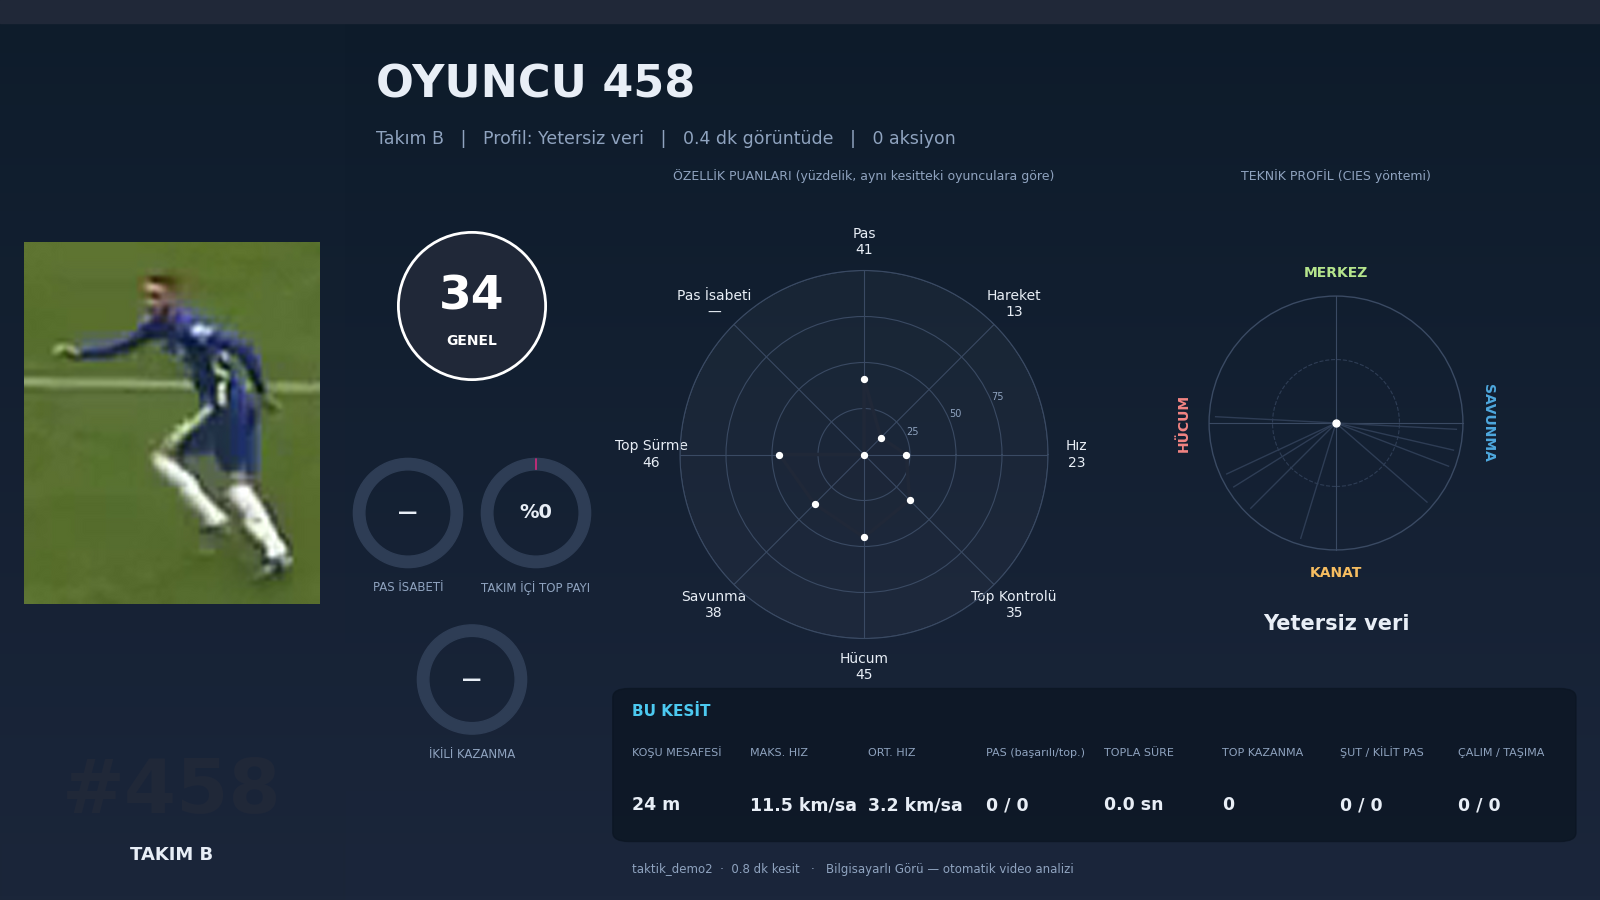 OYUNCU 458
Takım B | Profil: Yetersiz veri | 0.4 dk görüntüde | 0 aksiyon
ÖZELLİK PUANLARI (yüzdelik, aynı kesitteki oyunculara göre)
TEKNİK PROFİL (CIES yöntemi)
34
GENEL
—
PAS İSABETİ
%0
TAKIM İÇİ TOP PAYI
—
İKİLİ KAZANMA
Pas
41
Pas İsabeti
—
Hareket
13
Top Sürme
46
Hız
23
25
50
75
Savunma
38
Top Kontrolü
35
Hücum
45
MERKEZ
HÜCUM
SAVUNMA
KANAT
Yetersiz veri
#458
TAKIM B
BU KESİT
KOŞU MESAFESİ MAKS. HIZ ORT. HIZ PAS (başarılı/top.) TOPLA SÜRE TOP KAZANMA ŞUT / KİLİT PAS ÇALIM / TAŞIMA
24 m 11.5 km/sa 3.2 km/sa 0 / 0 0.0 sn 0 0 / 0 0 / 0
taktik_demo2 · 0.8 dk kesit · Bilgisayarlı Görü — otomatik video analizi